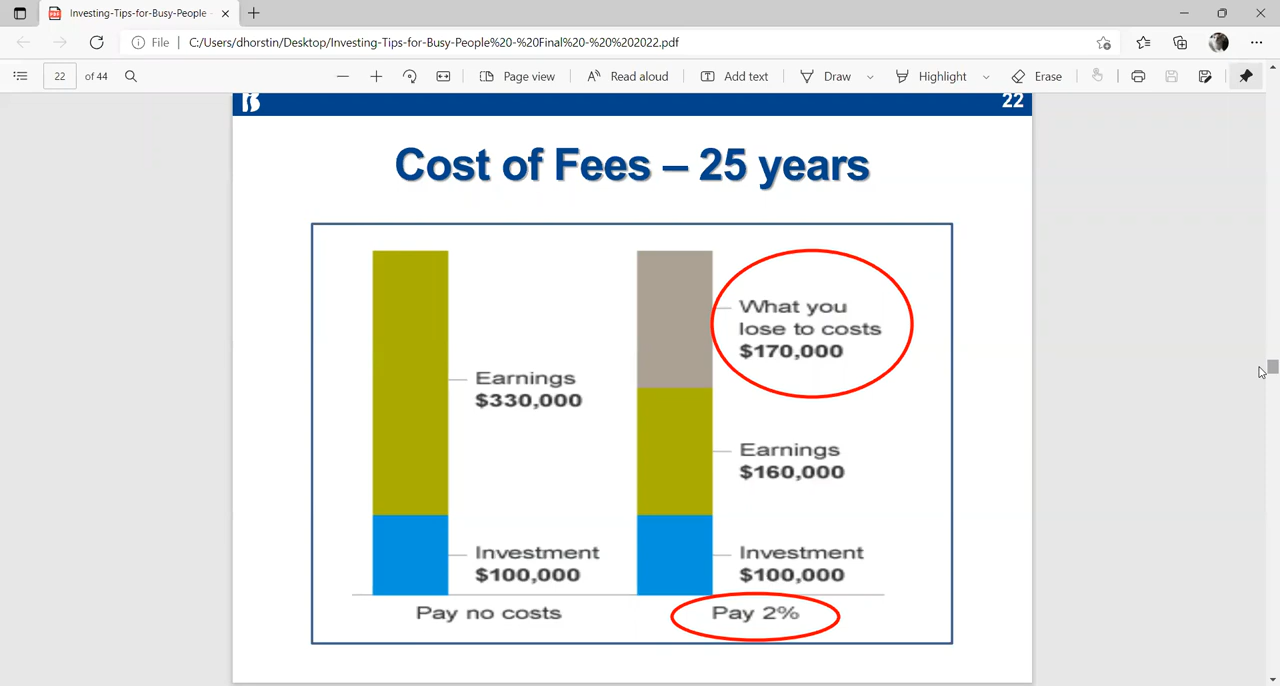 Investing-Tips-for-Busy-People
File
C:/Users/dhorstin/Desktop/Investing-Tips-for-Busy-People%20-%20Final%20-%20%202022.pdf
22 of 44
Page view
Read aloud
Add text
Draw
Highlight
Erase
22
Cost of Fees – 25 years
What you
lose to costs
$170,000
Earnings
$330,000
Earnings
$160,000
Investment
$100,000
Investment
$100,000
Pay no costs
Pay 2%